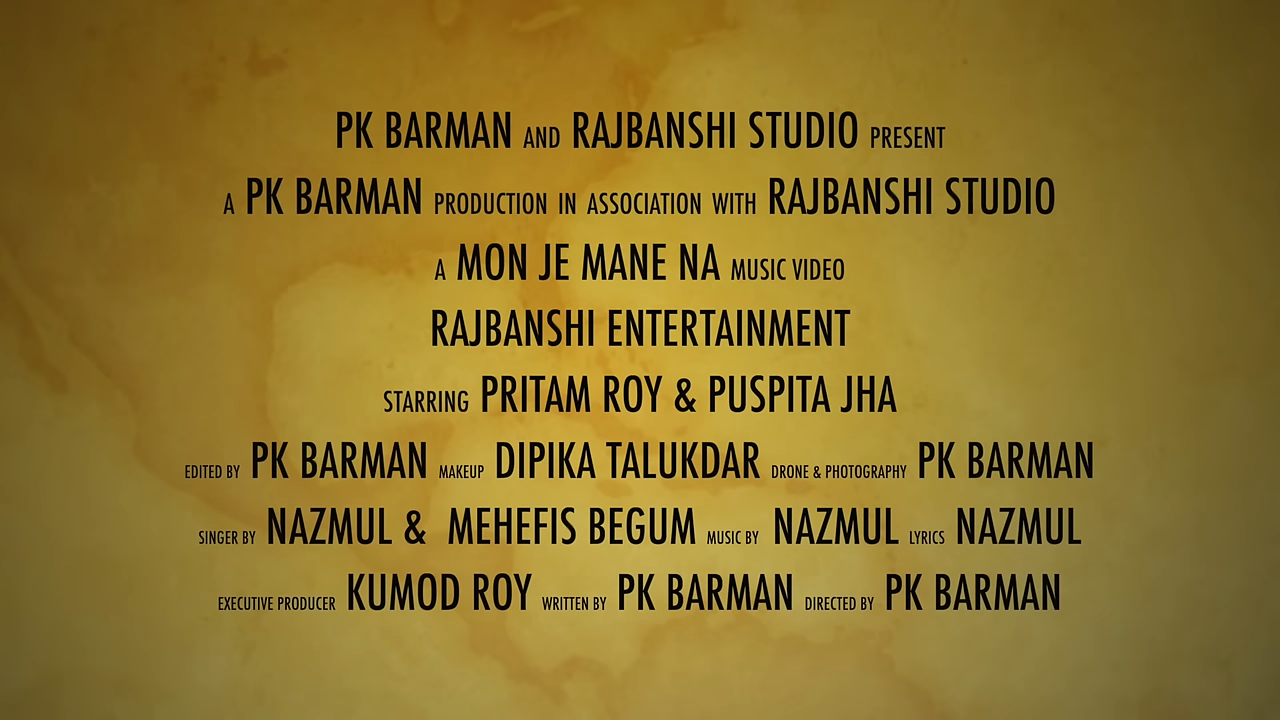 PK BARMAN AND RAJBANSHI STUDIO PRESENT
A PK BARMAN PRODUCTION IN ASSOCIATION WITH RAJBANSHI STUDIO
A MON JE MANE NA MUSIC VIDEO
RAJBANSHI ENTERTAINMENT
STARRING PRITAM ROY & PUSPITA JHA
EDITED BY PK BARMAN MAKEUP DIPIKA TALUKDAR DRONE & PHOTOGRAPHY PK BARMAN
SINGER BY NAZMUL & MEHEFIS BEGUM MUSIC BY NAZMUL LYRICS NAZMUL
EXECUTIVE PRODUCER KUMOD ROY WRITTEN BY PK BARMAN DIRECTED BY PK BARMAN